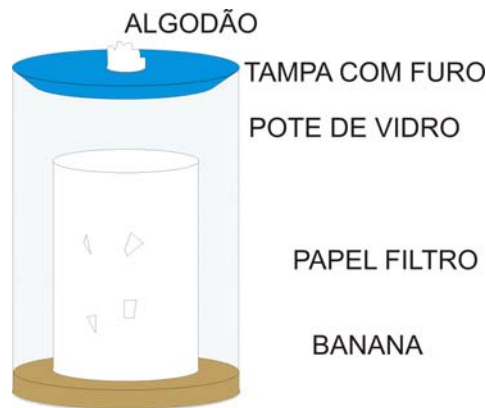 ALGODÃO
TAMPA COM FURO
POTE DE VIDRO
PAPEL FILTRO
BANANA